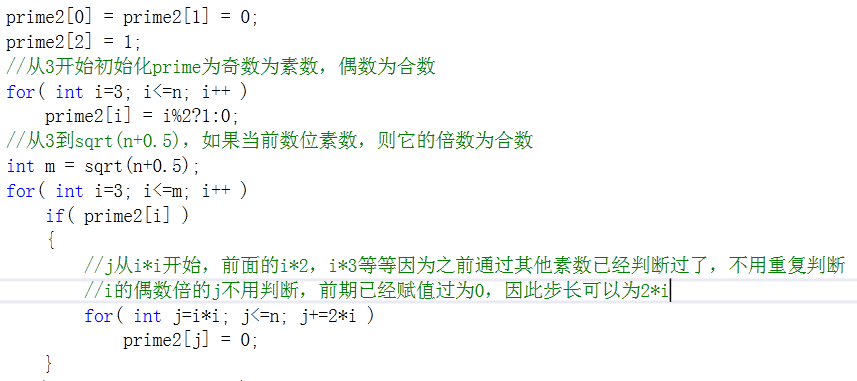 prime2[0] = prime2[1] = 0;
prime2[2] = 1;
//从3开始初始化prime为奇数为素数，偶数为合数
for( int i=3; i<=n; i++ )
    prime2[i] = i%2?1:0;
//从3到sqrt(n+0.5)，如果当前数位素数，则它的倍数为合数
int m = sqrt(n+0.5);
for( int i=3; i<=m; i++ )
    if( prime2[i] )
    {
        //j从i*i开始，前面的i*2，i*3等等因为之前通过其他素数已经判断过了，不用重复判断
        //i的偶数倍的j不用判断，前期已经赋值过为0，因此步长可以为2*i
        for( int j=i*i; j<=n; j+=2*i )
            prime2[j] = 0;
    }